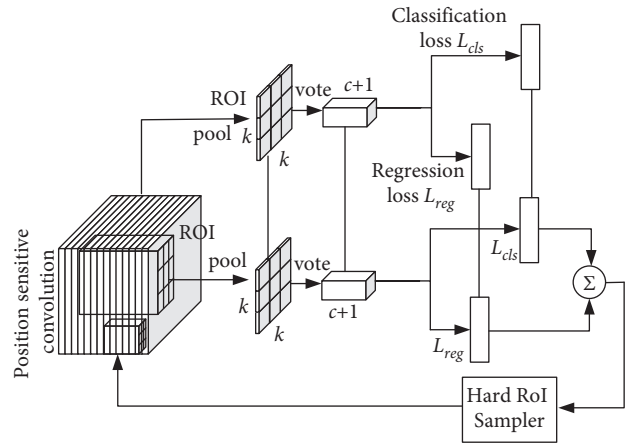 Classification
loss L_cls
c+1
ROI
vote
pool
k
k
Regression
loss L_reg
ROI
Position sensitive
convolution
pool
vote
L_cls
k
k
c+1
Σ
L_reg
Hard RoI
Sampler